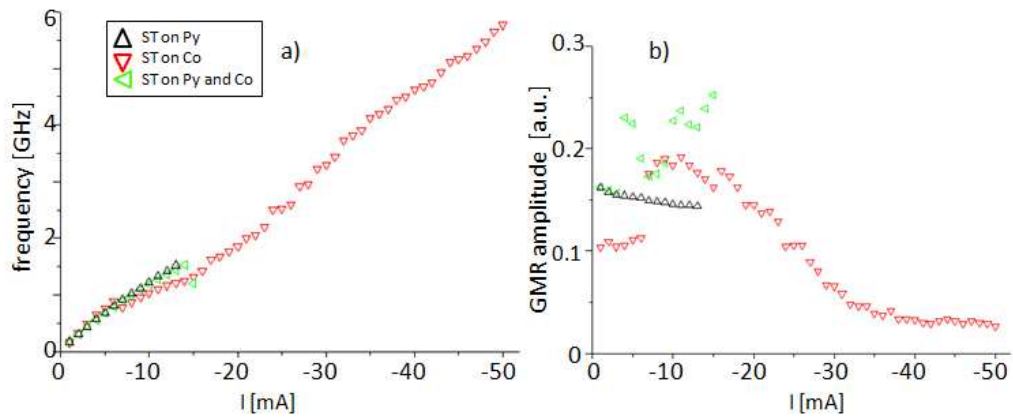 6
4
2
0
frequency [GHz]
ST on Py
ST on Co
ST on Py and Co
a)
0 -10 -20 -30 -40 -50
I [mA]
0.3
0.2
0.1
0
GMR amplitude [a.u.]
b)
0 -10 -20 -30 -40 -50
I [mA]